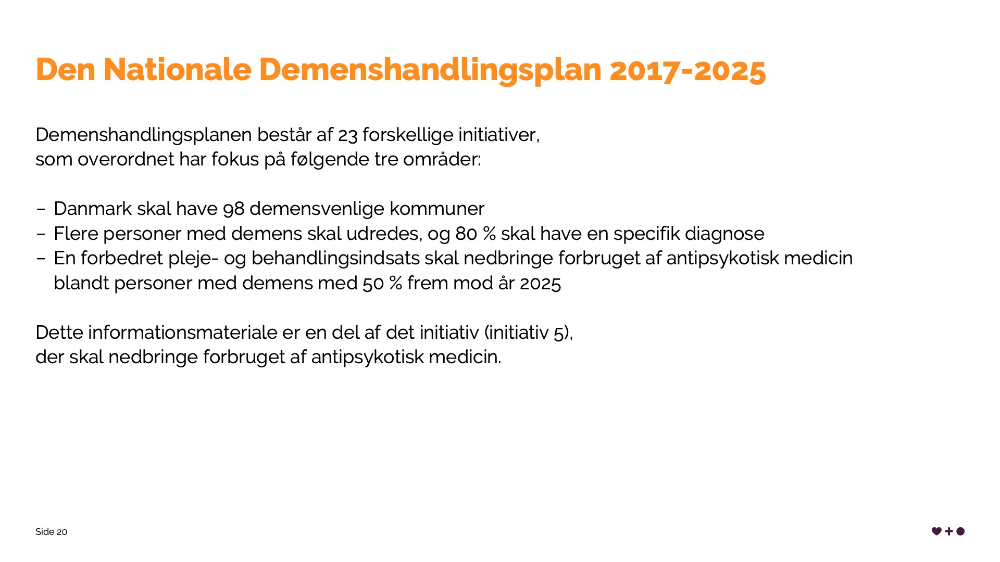 Den Nationale Demenshandlingsplan 2017-2025
Demenshandlingsplanen består af 23 forskellige initiativer,
som overordnet har fokus på følgende tre områder:
– Danmark skal have 98 demensvenlige kommuner
– Flere personer med demens skal udredes, og 80 % skal have en specifik diagnose
– En forbedret pleje- og behandlingsindsats skal nedbringe forbruget af antipsykotisk medicin
blandt personer med demens med 50 % frem mod år 2025
Dette informationsmateriale er en del af det initiativ (initiativ 5),
der skal nedbringe forbruget af antipsykotisk medicin.
Side 20